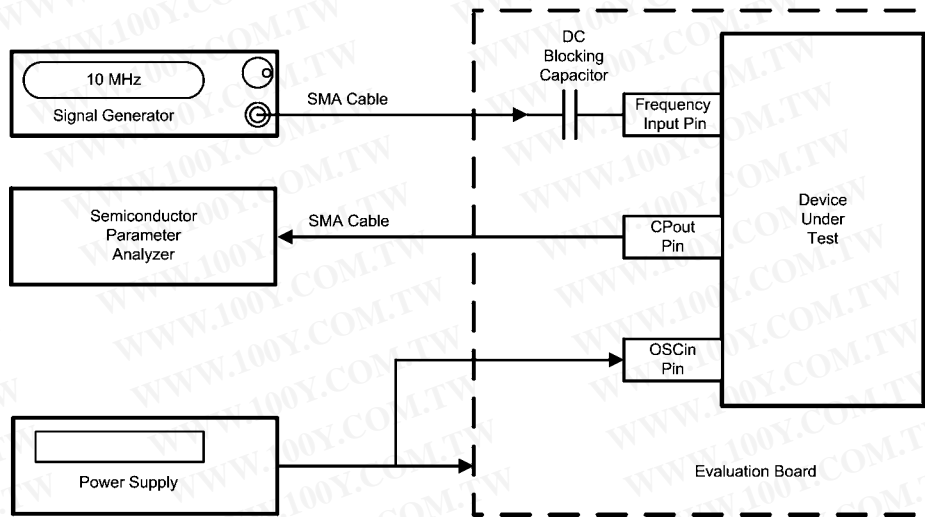 10 MHz
Signal Generator
SMA Cable
DC
Blocking
Capacitor
Frequency
Input Pin
Semiconductor
Parameter
Analyzer
SMA Cable
CPout
Pin
Device
Under
Test
OSCin
Pin
Power Supply
Evaluation Board
WWW.100Y.COM.TW